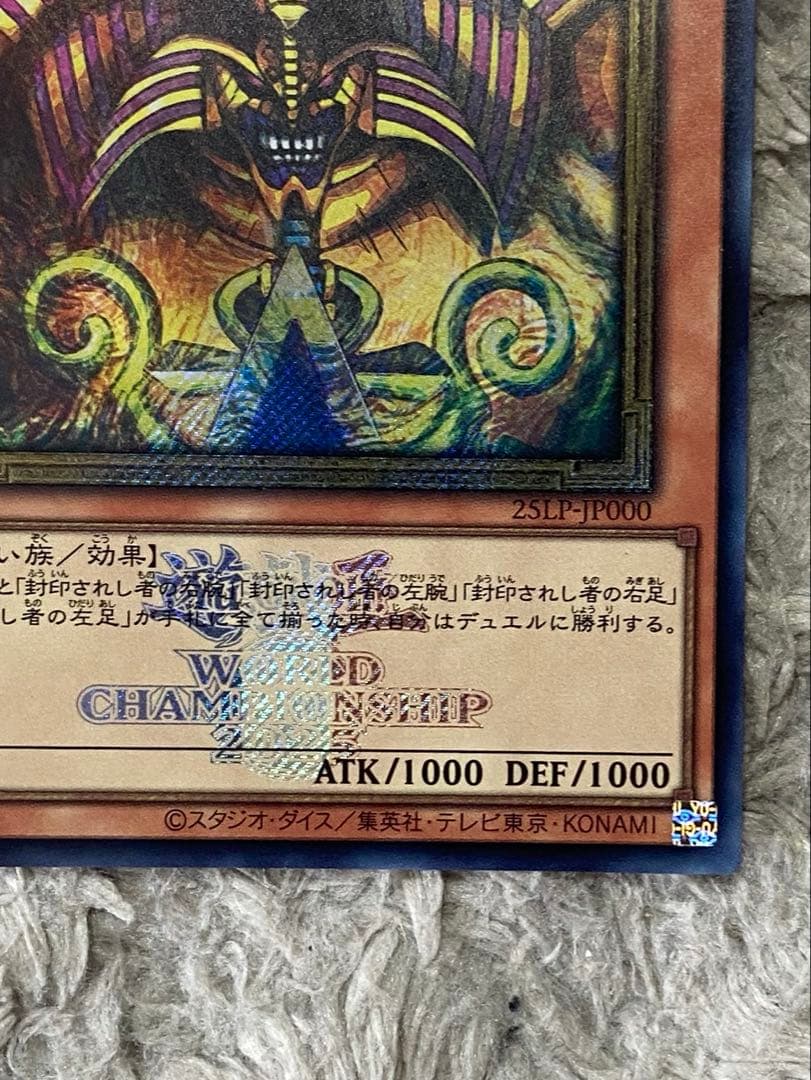 25LP-JP000
い族／効果】
と「封印されし者の右腕」「封印されし者の左腕」「封印されし者の右足」
し者の左足」が手札に全て揃った時、自分はデュエルに勝利する。
遊戯王
WORLD
CHAMPIONSHIP
2025
ATK/1000 DEF/1000
©スタジオ・ダイス／集英社・テレビ東京・KONAMI